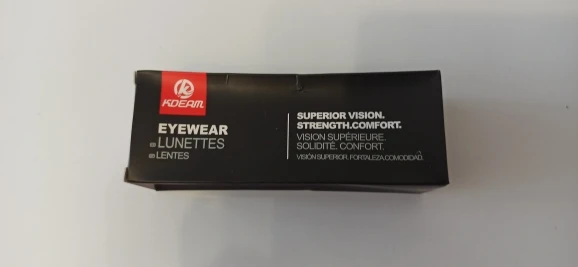 KDEAM
EYEWEAR
LUNETTES
LENTES
SUPERIOR VISION.
STRENGTH.COMFORT.
VISION SUPÉRIEURE.
SOLIDITÉ. CONFORT.
VISIÓN SUPERIOR. FORTALEZA.COMODIDAD.